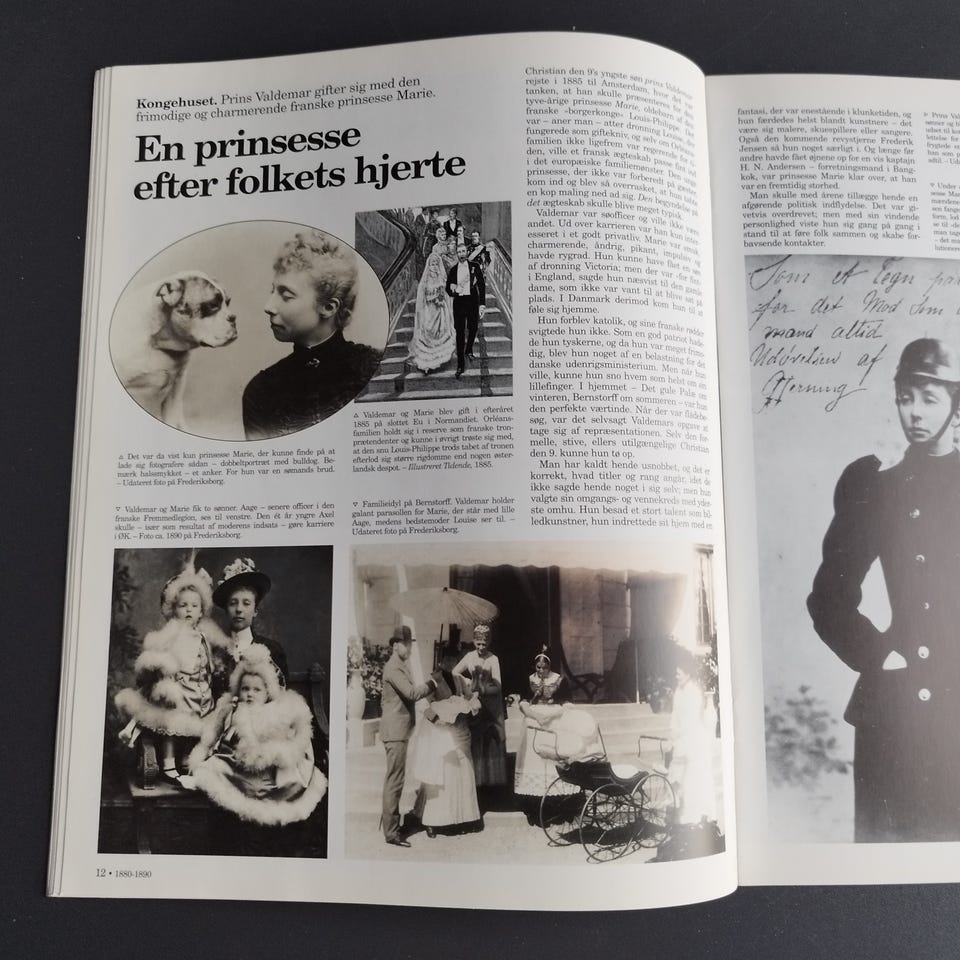 Kongehuset. Prins Valdemar gifter sig med den
frimodige og charmerende franske prinsesse Marie.
En prinsesse
efter folkets hjerte
△ Det var da vist kun prinsesse Marie, der kunne finde på at
lade sig fotografere sådan – dobbeltportræt med bulldog. Be-
mærk halssmykket – et anker. For hun var en sømands brud.
– Udateret foto på Frederiksborg.
△ Valdemar og Marie blev gift i efteråret
1885 på slottet Eu i Normandiet. Orléans-
familien holdt sig i reserve som franske tron-
prætendenter og kunne i øvrigt trøste sig med,
at den snu Louis-Philippe trods tabet af tronen
efterlod sig større rigdomme end nogen øster-
landsk despot. – Illustreret Tidende, 1885.
▽ Valdemar og Marie fik to sønner. Aage – senere officer i den
franske Fremmedlegion, ses til venstre. Den ét år yngre Axel
skulle – især som resultat af moderens indsats – gøre karriere
i ØK. – Foto ca. 1890 på Frederiksborg.
▽ Familieidyl på Bernstorff. Valdemar holder
galant parasollen for Marie, der står med lille
Aage, medens bedstemoder Louise ser til. –
Udateret foto på Frederiksborg.
Christian den 9's yngste søn prins Valdemar
rejste i 1885 til Amsterdam, hvor det var
tanken, at han skulle præsenteres for den
tyve-årige prinsesse Marie, oldebarn af den
franske »borgerkonge« Louis-Philippe. Det
var – aner man – atter dronning Louise, der
fungerede som giftekniv, og selv om Orléans-
familien ikke ligefrem var regerende for ti-
den, ville et fransk ægteskab passe fint ind
i det europæiske familiemønster. Den unge
prinsesse, der ikke var forberedt på gæsten,
kom ind og blev så overrasket, at hun tabte
en kop maling ned ad sig. Den begyndelse på
det ægteskab skulle blive meget typisk.
Valdemar var søofficer og ville ikke være
andet. Ud over karrieren var han kun inter-
esseret i et godt privatliv. Marie var smuk,
charmerende, åndrig, pikant, impulsiv og
havde rygrad. Hun kunne have fået en søn
af dronning Victoria; men der var »for fint«
i England, sagde hun næsvist til den gamle
dame, som ikke var vant til at blive sat på
plads. I Danmark derimod kom hun til at
føle sig hjemme.
Hun forblev katolik, og sine franske rødder
svigtede hun ikke. Som en god patriot hade-
de hun tyskerne, og da hun var meget frimo-
dig, blev hun noget af en belastning for det
danske udenrigsministerium. Men når hun
ville, kunne hun sno hvem som helst om sin
lillefinger. I hjemmet – Det gule Palæ om
vinteren, Bernstorff om sommeren – var hun
den perfekte værtinde. Når der var flådebe-
søg, var det selvsagt Valdemars opgave at
tage sig af repræsentationen. Selv den for-
melle, stive, ellers utilgængelige Christian
den 9. kunne hun tø op.
Man har kaldt hende usnobbet, og det er
korrekt, hvad titler og rang angår, idet de
ikke sagde hende noget i sig selv; men hun
valgte sin omgangs- og vennekreds med yder-
ste omhu. Hun besad et stort talent som bil-
ledkunstner, hun indrettede sit hjem med en
12 • 1880-1890
fantasi, der var enestående i klunketiden, og
hun færdedes helst blandt kunstnere – det
være sig malere, skuespillere eller sangere.
Også den kommende revystjerne Frederik
Jensen så hun noget særligt i. Og længe før
andre havde fået øjnene op for en vis kaptajn
H. N. Andersen – forretningsmand i Bang-
kok, var prinsesse Marie klar over, at han
var en fremtidig storhed.
Man skulle med årene tillægge hende en
afgørende politisk indflydelse. Det var gi-
vetvis overdrevet; men med sin vindende
personlighed viste hun sig gang på gang i
stand til at føre folk sammen og skabe for-
bavsende kontakter.
Som et Tegn paa
for det Mod som
mand altid
Udøvelsen af
Gerning